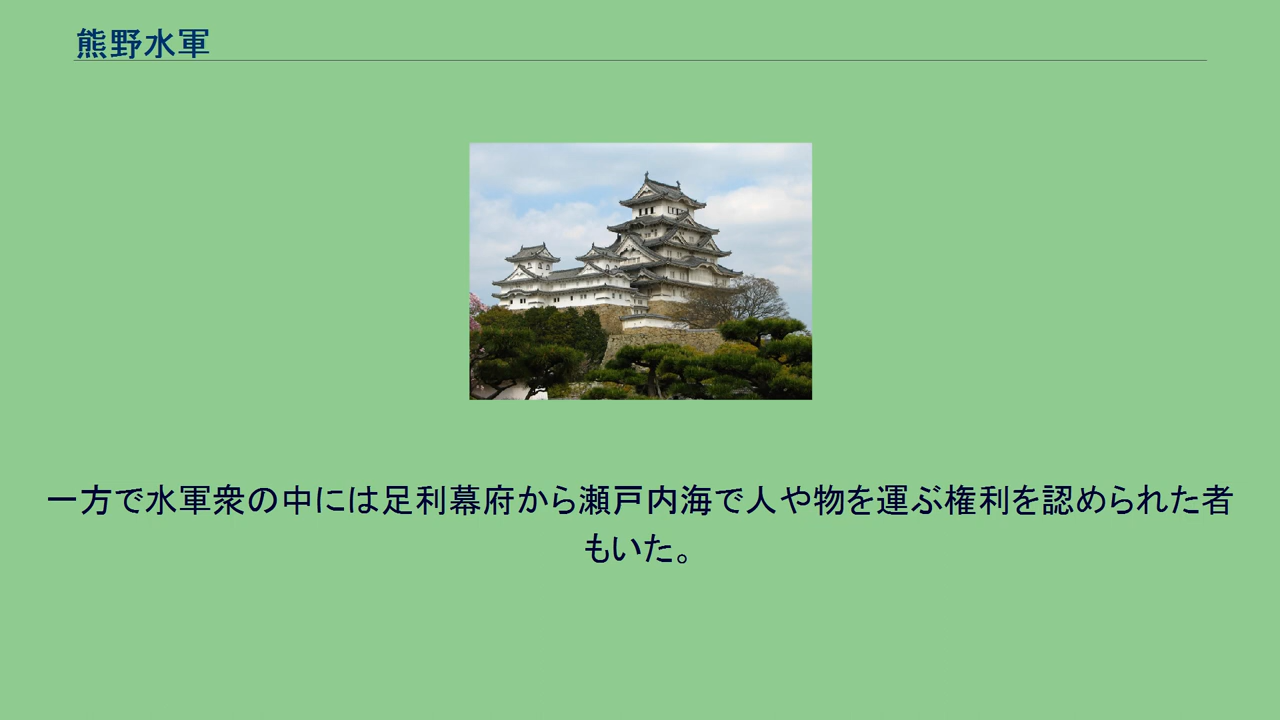 熊野水軍
一方で水軍衆の中には足利幕府から瀬戸内海で人や物を運ぶ権利を認められた者
もいた。